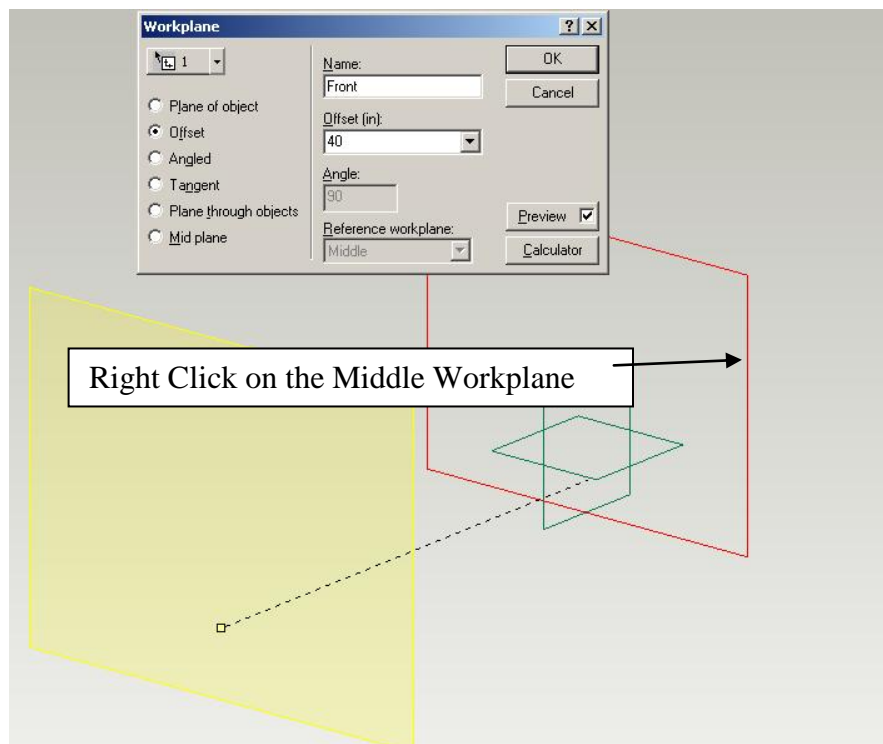 Workplane
1
Plane of object
Offset
Angled
Tangent
Plane through objects
Mid plane
Name:
Front
Offset (in):
40
Angle:
90
Reference workplane:
Middle
OK
Cancel
Preview
Calculator
Right Click on the Middle Workplane